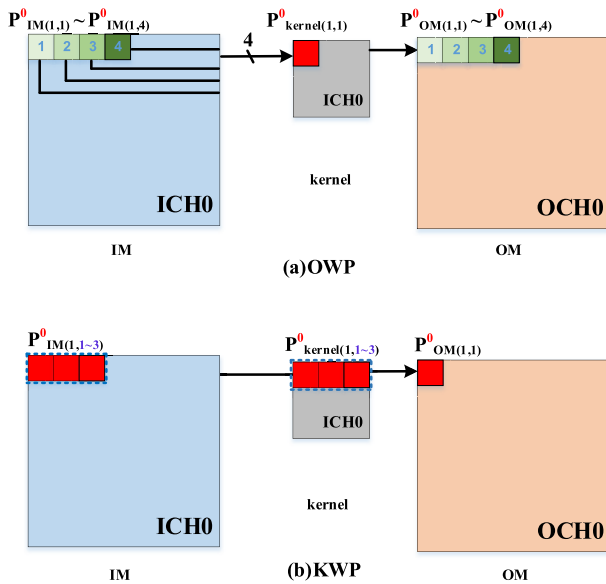 P⁰IM(1,1) ~ P⁰IM(1,4)
P⁰kernel(1,1)
P⁰OM(1,1) ~ P⁰OM(1,4)
1 2 3 4
4
1 2 3 4
ICH0
ICH0
OCH0
kernel
IM
OM
(a)OWP
P⁰IM(1,1~3)
P⁰kernel(1,1~3)
P⁰OM(1,1)
ICH0
ICH0
OCH0
kernel
IM
OM
(b)KWP